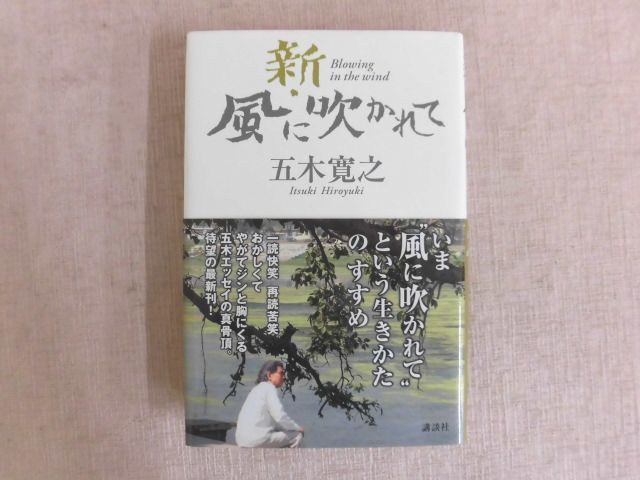 新・
Blowing
in the wind
風に吹かれて
五木寛之
Itsuki Hiroyuki
いま
“風に吹かれて”
という生きかた
のすすめ
一読快笑 再読苦笑
おかしくて
やがてジンと胸にくる
五木エッセイの真骨頂。
待望の最新刊！
講談社